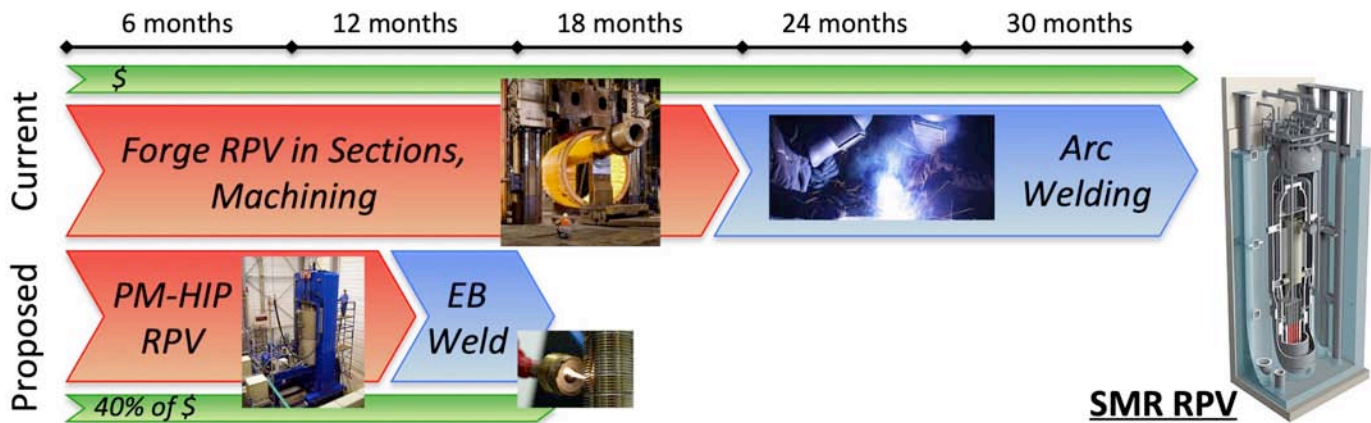 6 months 12 months 18 months 24 months 30 months
Current
$
Forge RPV in Sections,
Machining
Arc
Welding
Proposed
PM-HIP
RPV
EB
Weld
40% of $
SMR RPV